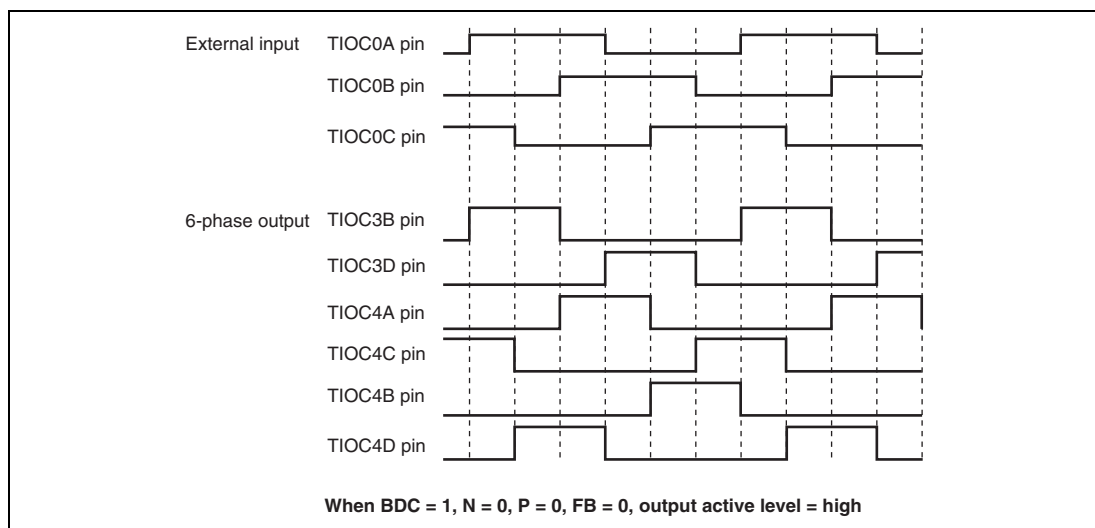 External input TIOC0A pin
TIOC0B pin
TIOC0C pin
6-phase output TIOC3B pin
TIOC3D pin
TIOC4A pin
TIOC4C pin
TIOC4B pin
TIOC4D pin
When BDC = 1, N = 0, P = 0, FB = 0, output active level = high